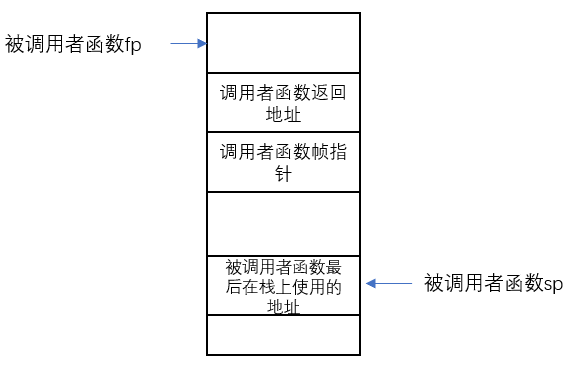 被调用者函数fp
调用者函数返回
地址
调用者函数帧指
针
被调用者函数最
后在栈上使用的
地址
被调用者函数sp